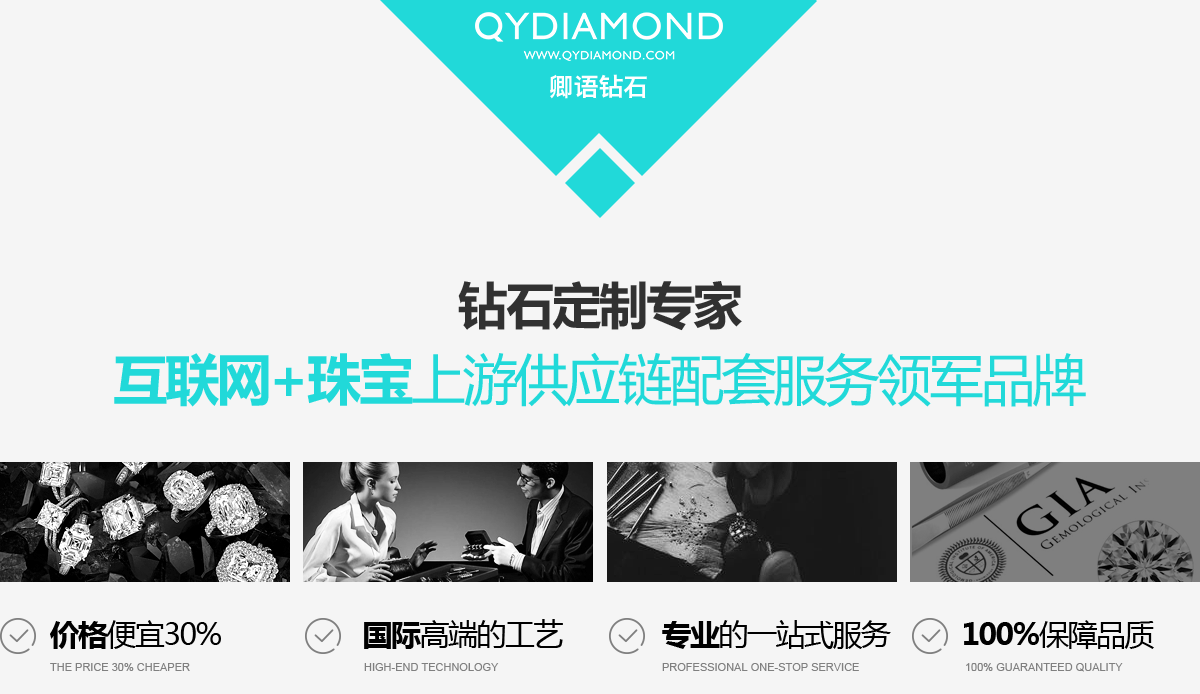 QYDIAMOND
WWW.QYDIAMOND.COM
卿语钻石
钻石定制专家
互联网+珠宝上游供应链配套服务领军品牌
GIA
GEMOLOGICAL IN
价格便宜30%
THE PRICE 30% CHEAPER
国际高端的工艺
HIGH-END TECHNOLOGY
专业的一站式服务
PROFESSIONAL ONE-STOP SERVICE
100%保障品质
100% GUARANTEED QUALITY